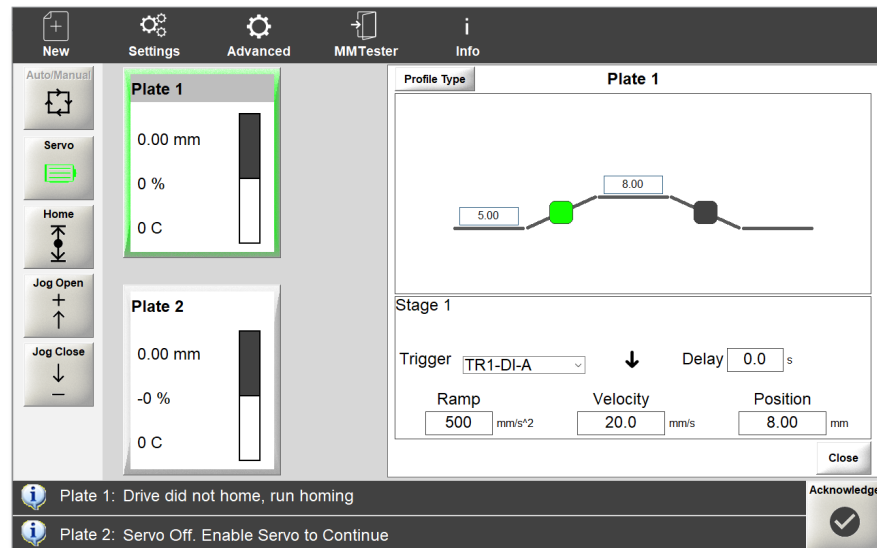 New Settings Advanced MMTester Info
Auto/Manual
Servo
Home
Jog Open
Jog Close
Plate 1
0.00 mm
0 %
0 C
Plate 2
0.00 mm
-0 %
0 C
Profile Type Plate 1
8.00
5.00
Stage 1
Trigger TR1-DI-A Delay 0.0 s
Ramp Velocity Position
500 mm/s^2 20.0 mm/s 8.00 mm
Close
Plate 1: Drive did not home, run homing
Plate 2: Servo Off. Enable Servo to Continue
Acknowledge